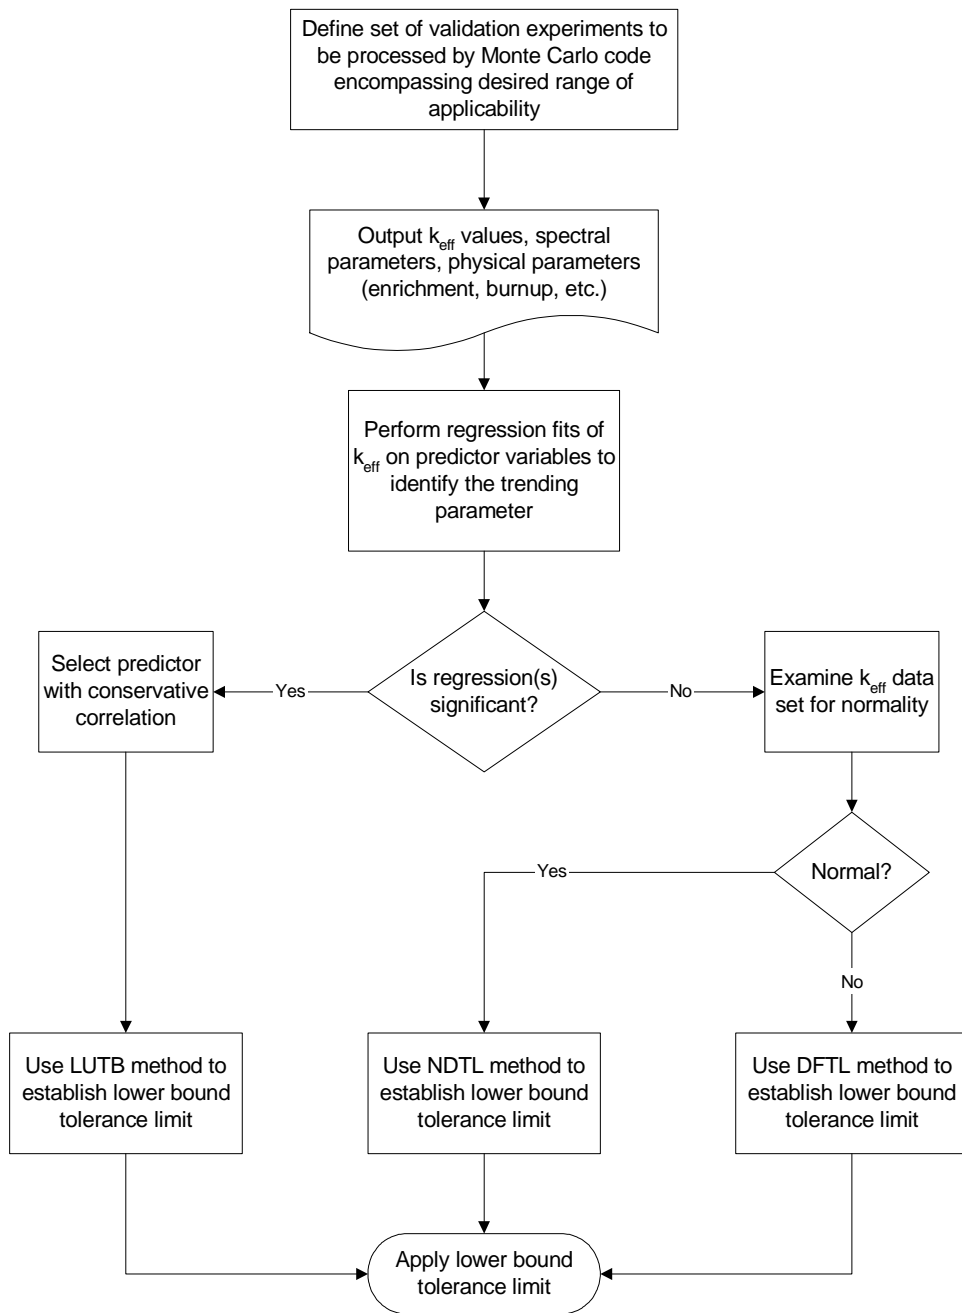 Define set of validation experiments to
be processed by Monte Carlo code
encompassing desired range of
applicability
Output keff values, spectral
parameters, physical parameters
(enrichment, burnup, etc.)
Perform regression fits of
keff on predictor variables to
identify the trending
parameter
Select predictor
with conservative
correlation
Yes
Is regression(s)
significant?
No
Examine keff data
set for normality
Yes
Normal?
No
Use LUTB method to
establish lower bound
tolerance limit
Use NDTL method to
establish lower bound
tolerance limit
Use DFTL method to
establish lower bound
tolerance limit
Apply lower bound
tolerance limit